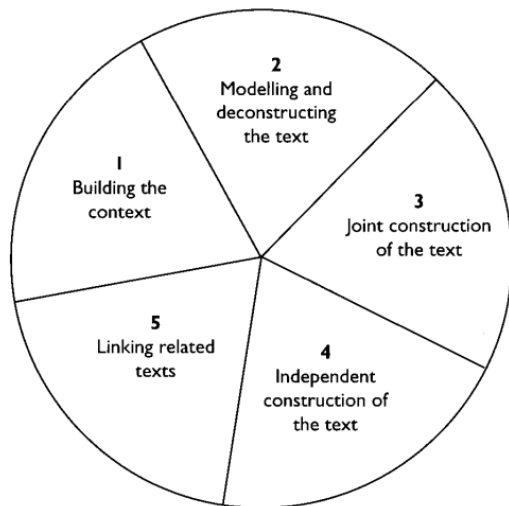 1
Building the
context
2
Modelling and
deconstructing
the text
3
Joint construction
of the text
4
Independent
construction of
the text
5
Linking related
texts